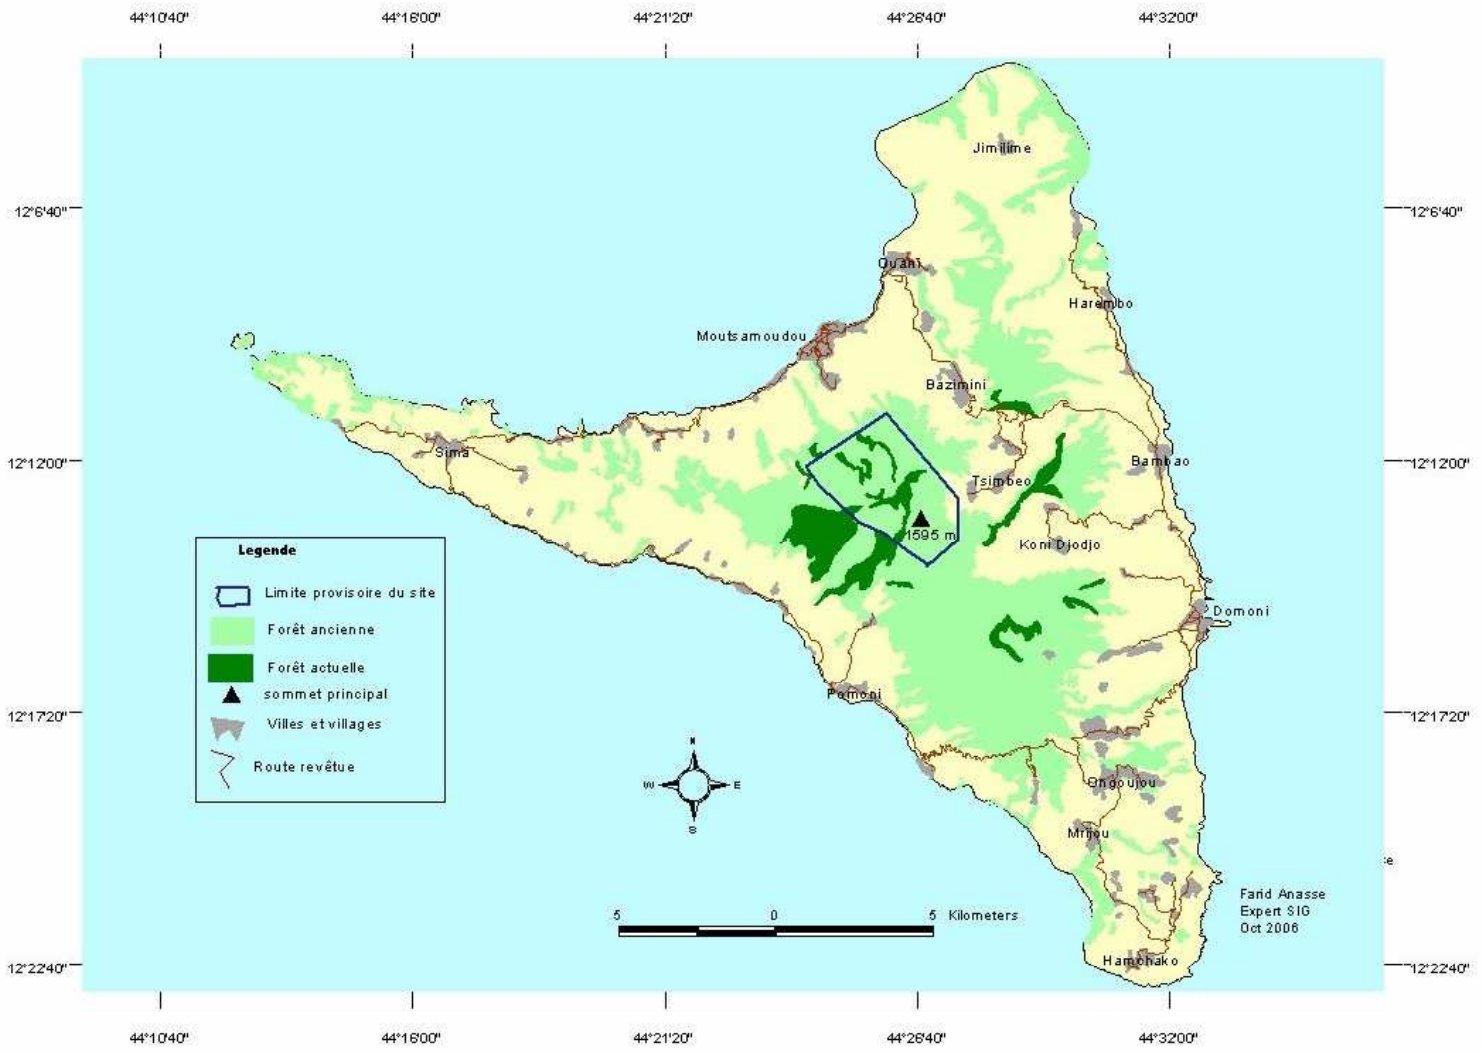 44°10'40" 44°16'00" 44°21'20" 44°26'40" 44°32'00"
Jimilime
12°6'40" 12°6'40"
Ouani
Harembo
Moutsamoudou
Bazimini
Sima
12°12'00" 12°12'00"
Bambao
Tsimbeo
1595 m
Koni Djodjo
Legende
Limite provisoire du site
Forêt ancienne
Forêt actuelle
sommet principal
Villes et villages
Route revêtue
Domoni
Pomoni
12°17'20" 12°17'20"
N
W E
S
Ongoujou
Mrijou
Farid Anasse
Expert SIG
Oct 2006
5 0 5 Kilometers
Hamchako
12°22'40" 12°22'40"
44°10'40" 44°16'00" 44°21'20" 44°26'40" 44°32'00"